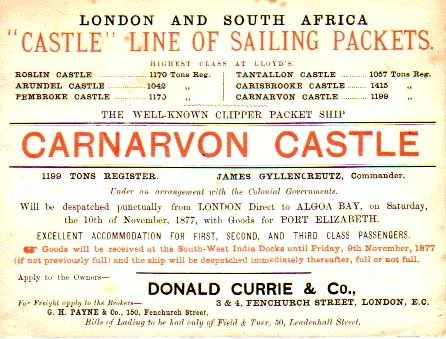 LONDON AND SOUTH AFRICA
"CASTLE" LINE OF SAILING PACKETS.
HIGHEST CLASS AT LLOYD'S.
ROSLIN CASTLE 1170 Tons Reg. TANTALLON CASTLE 1057 Tons Reg.
ARUNDEL CASTLE 1042 „ CARISBROOKE CASTLE 1415 „
PEMBROKE CASTLE 1170 „ CARNARVON CASTLE 1199 „
THE WELL-KNOWN CLIPPER PACKET SHIP
CARNARVON CASTLE
1199 TONS REGISTER. JAMES GYLLENCREUTZ, Commander.
Under an arrangement with the Colonial Governments.
Will be despatched punctually from LONDON Direct to ALGOA BAY, on Saturday,
the 10th of November, 1877, with Goods for PORT ELIZABETH.
EXCELLENT ACCOMMODATION FOR FIRST, SECOND, AND THIRD CLASS PASSENGERS.
☛ Goods will be received at the South-West India Docks until Friday, 9th November, 1877
(if not previously full) and the ship will be despatched immediately thereafter, full or not full.
Apply to the Owners—
DONALD CURRIE & Co.,
For Freight apply to the Brokers— 3 & 4, FENCHURCH STREET, LONDON, E.C.
G. H. PAYNE & Co., 150, Fenchurch Street,
Bills of Lading to be had only of Field & Tuer, 50, Leadenhall Street.